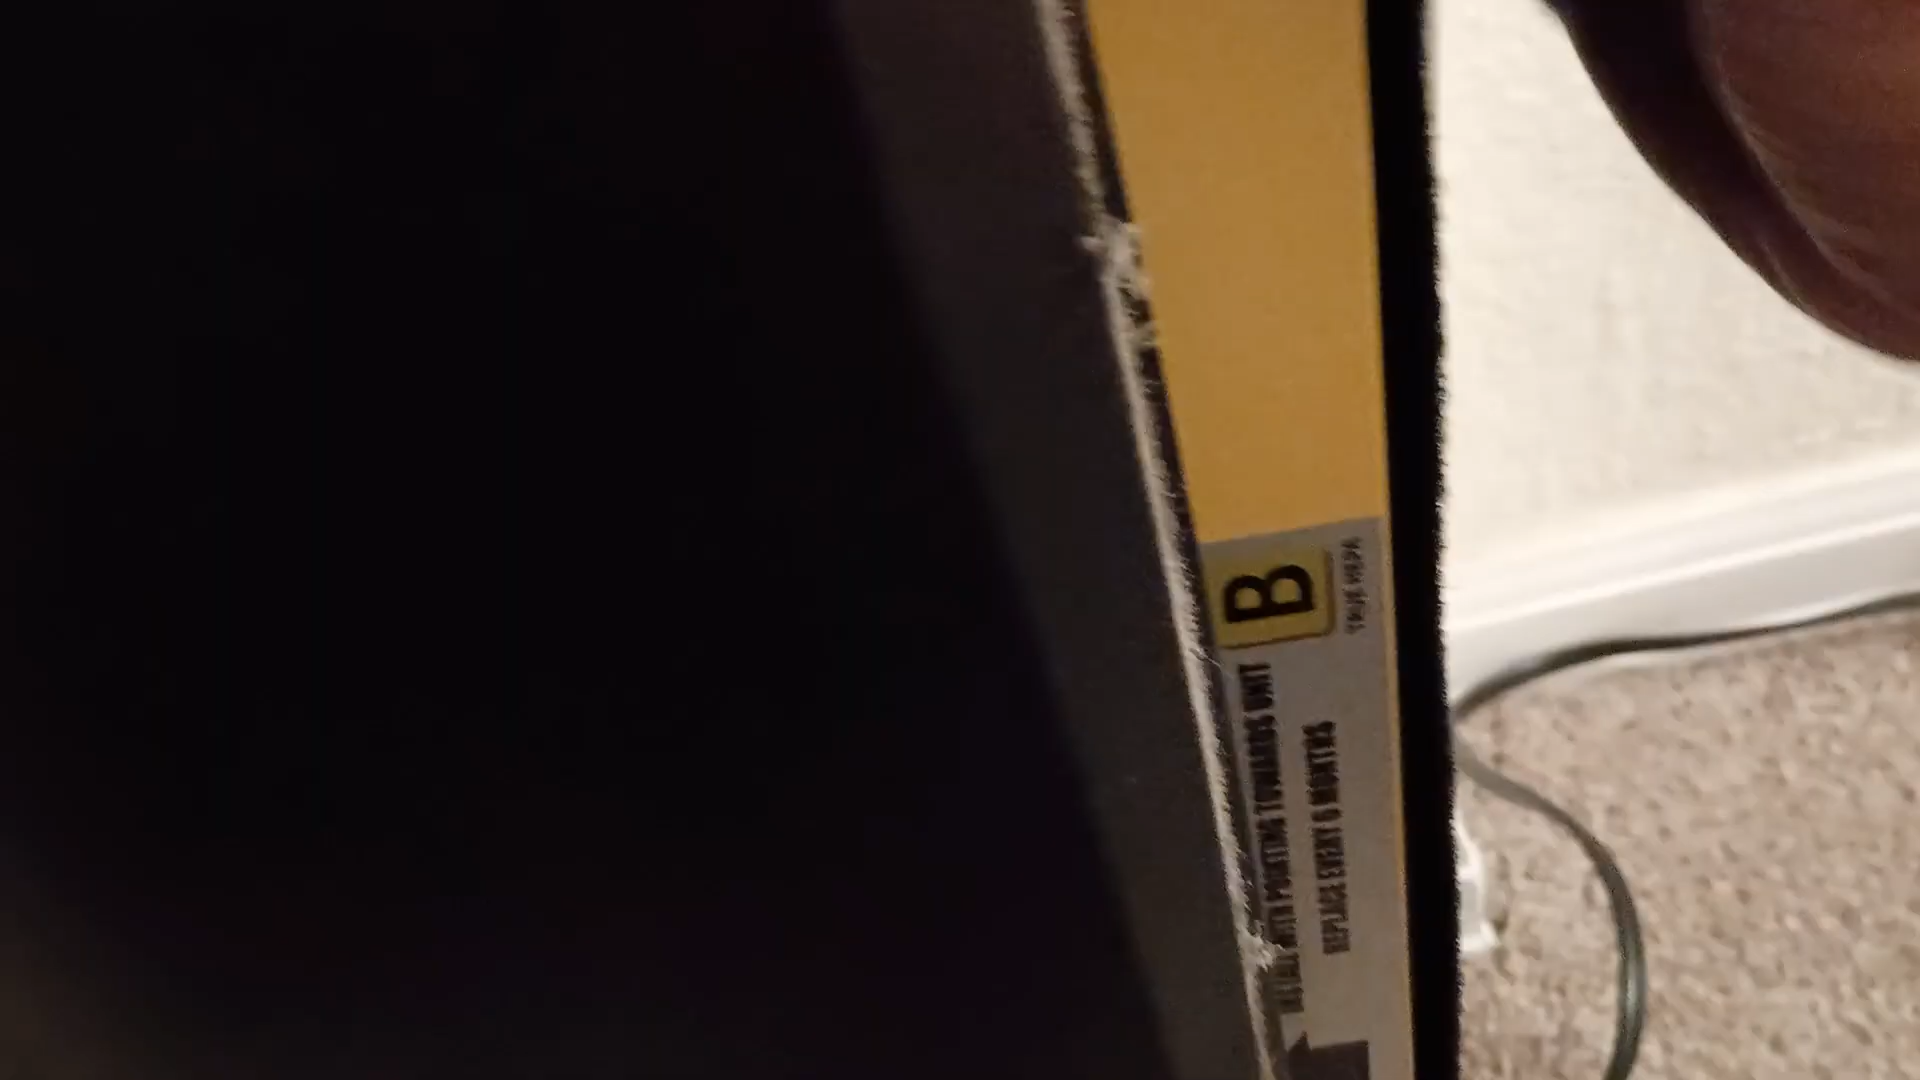 B
TRUE HEPA
INSTALL WITH POINTING TOWARDS UNIT
REPLACE EVERY 6 MONTHS